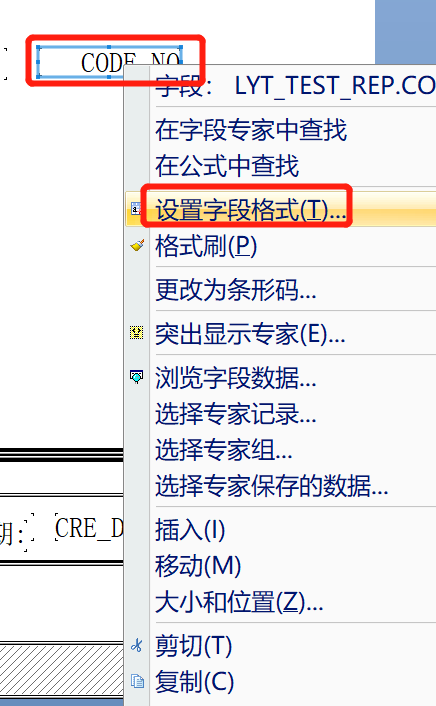 CODE_NO
字段： LYT_TEST_REP.CO
在字段专家中查找
在公式中查找
设置字段格式(T)...
格式刷(P)
更改为条形码...
突出显示专家(E)...
浏览字段数据...
选择专家记录...
选择专家组...
选择专家保存的数据...
期： CRE_D
插入(I)
移动(M)
大小和位置(Z)...
剪切(T)
复制(C)